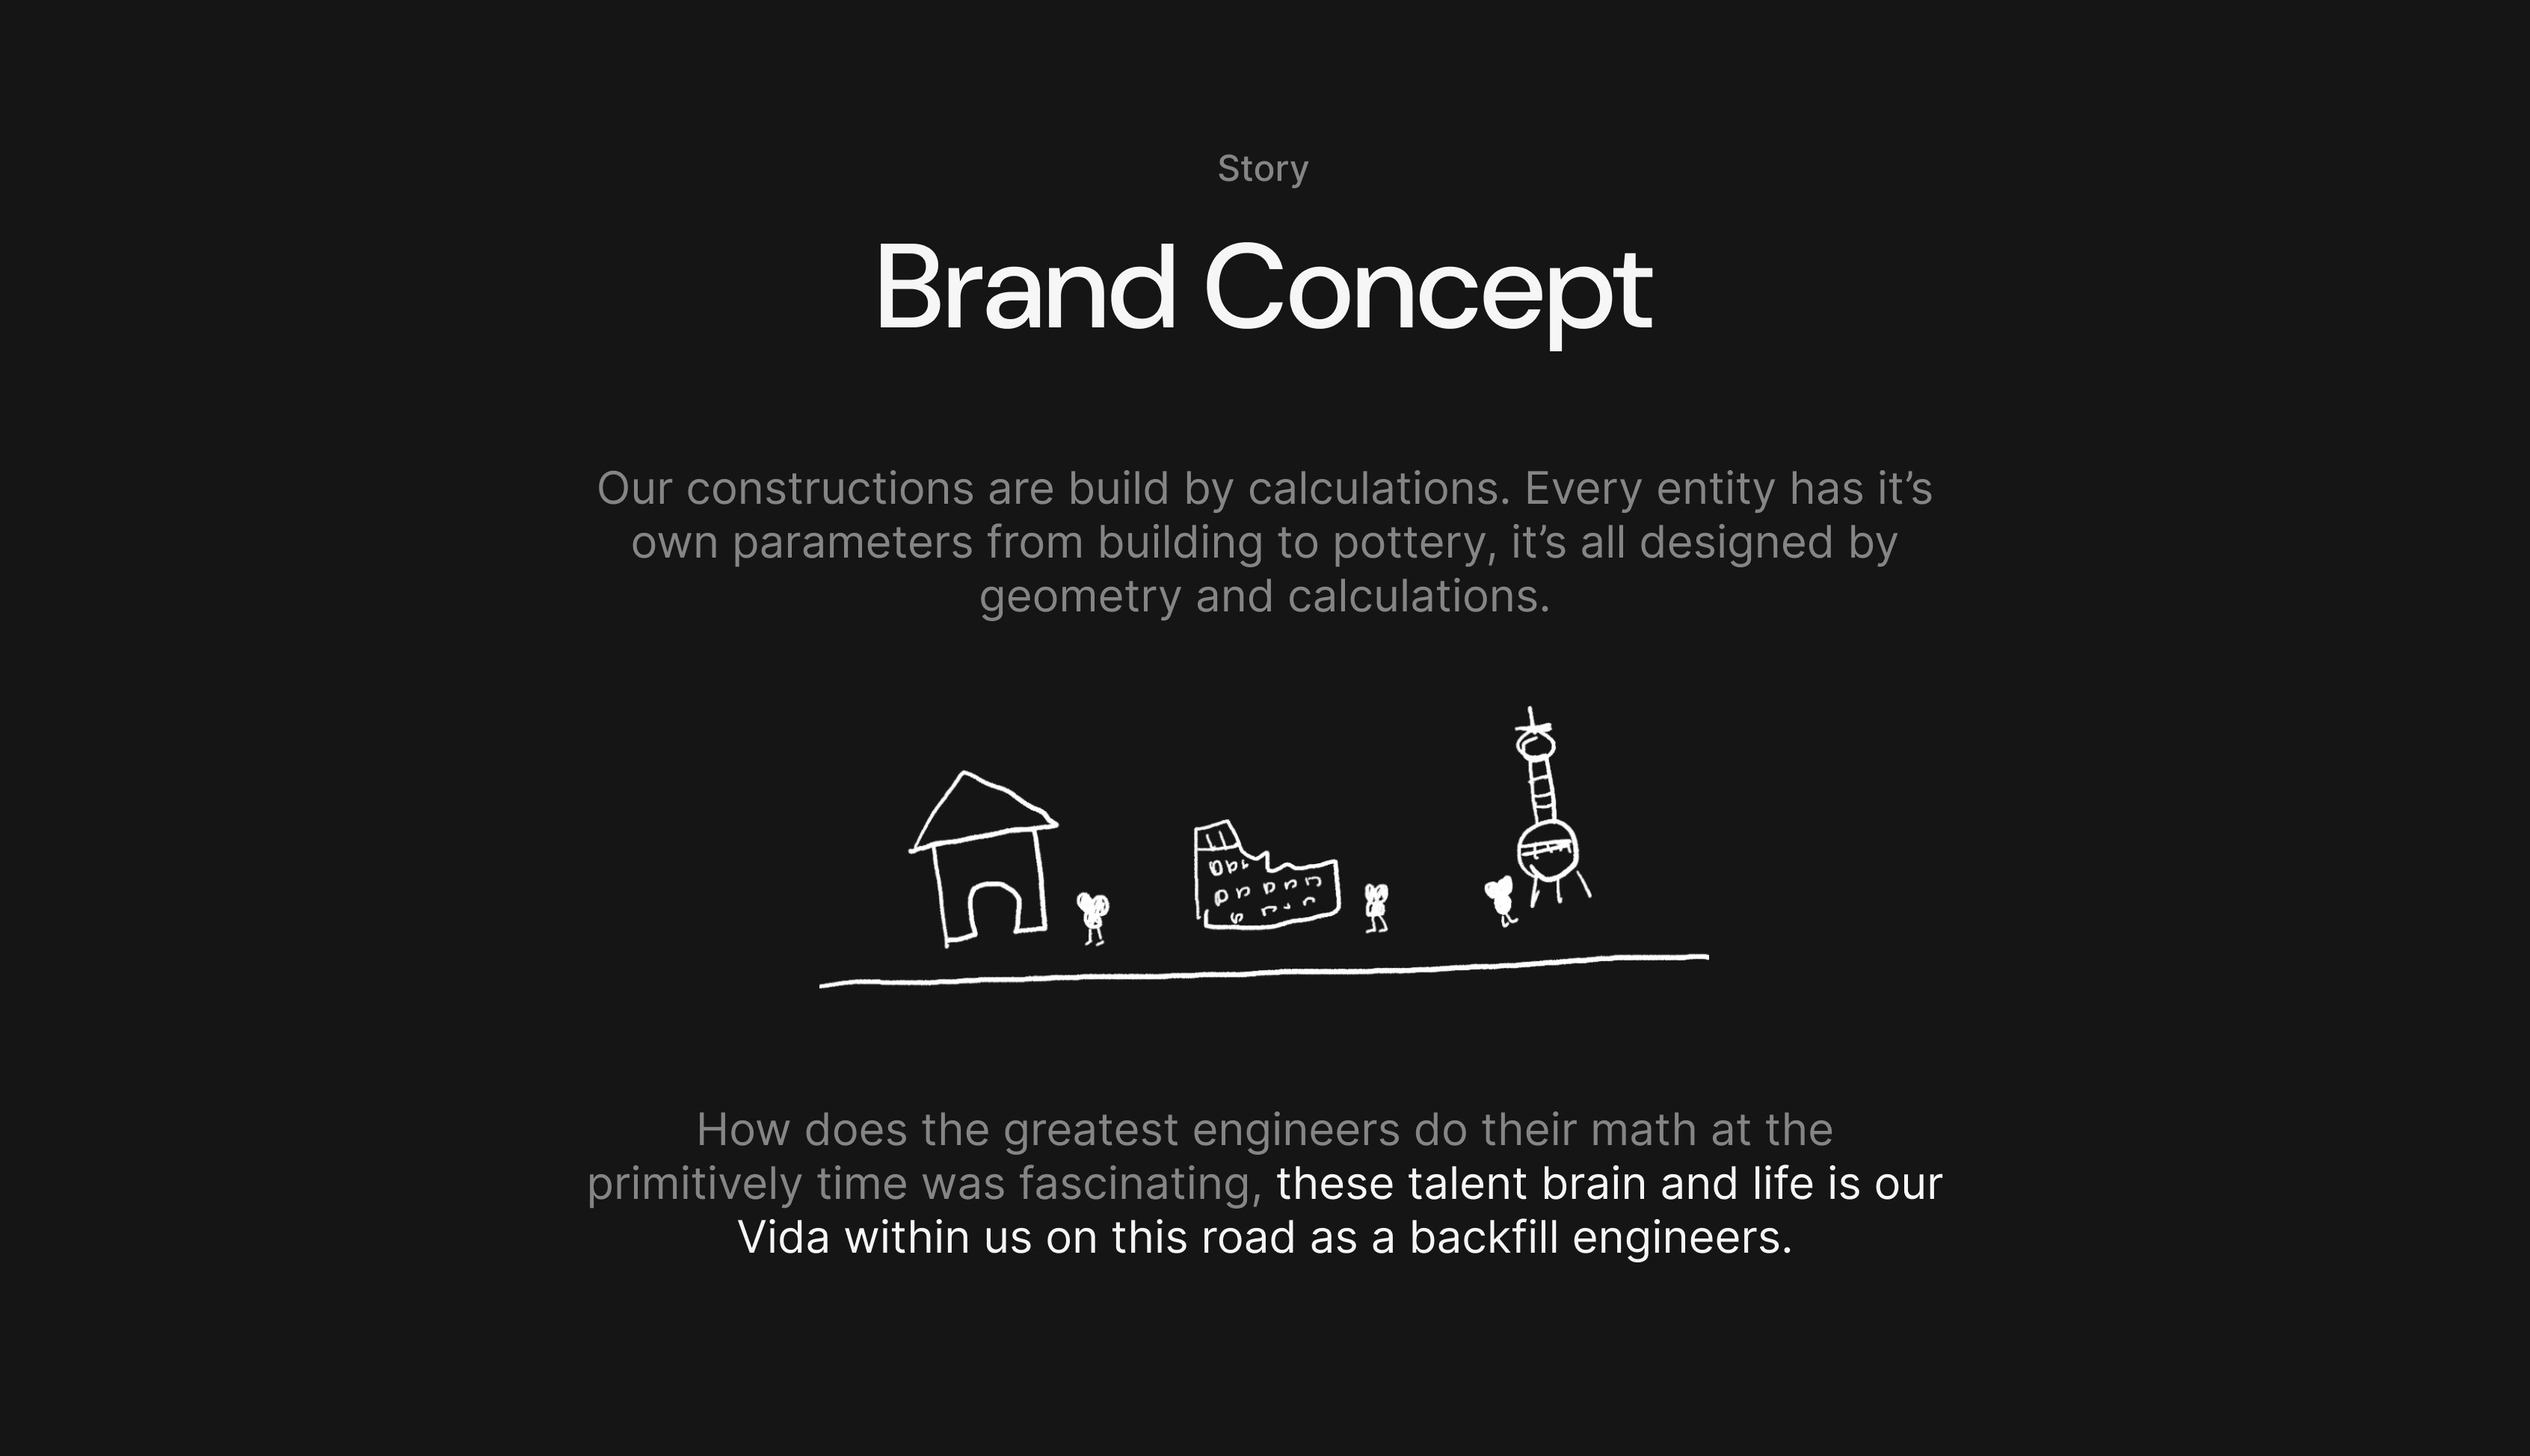 Story
Brand Concept
Our constructions are build by calculations. Every entity has it’s
own parameters from building to pottery, it’s all designed by
geometry and calculations.
How does the greatest engineers do their math at the
primitively time was fascinating, these talent brain and life is our
Vida within us on this road as a backfill engineers.